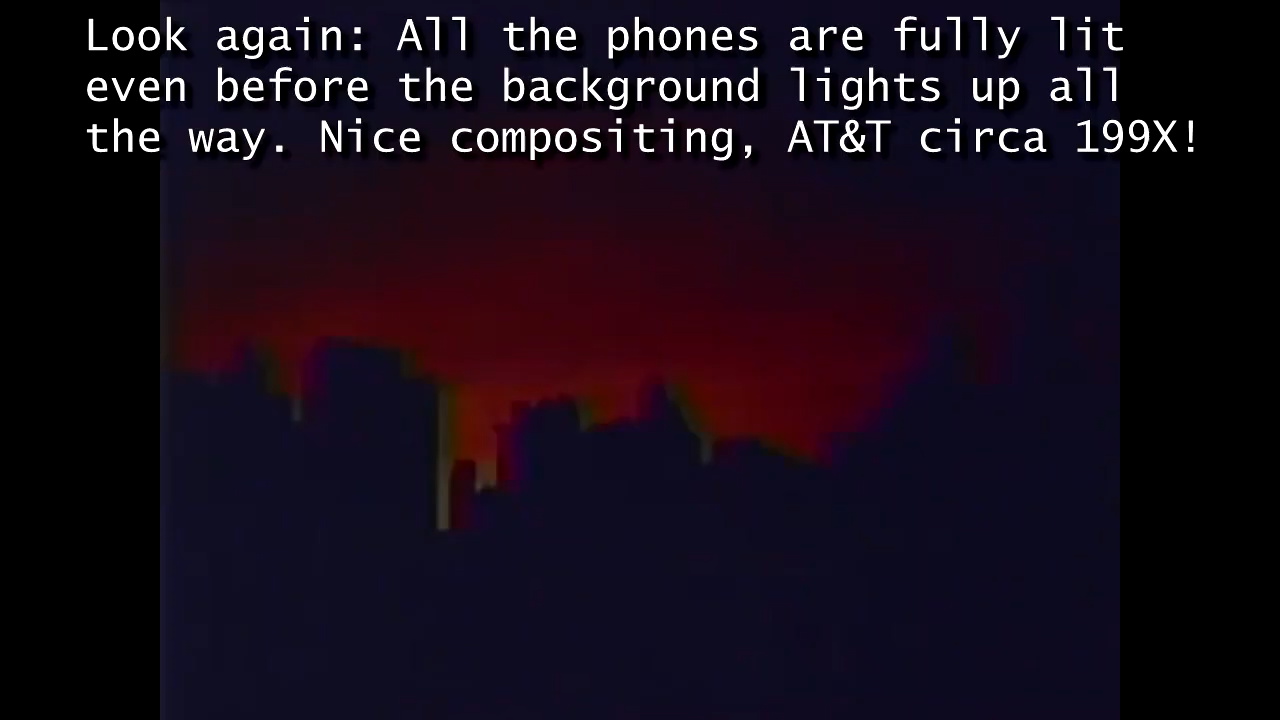 Look again: All the phones are fully lit
even before the background lights up all
the way. Nice compositing, AT&T circa 199X!